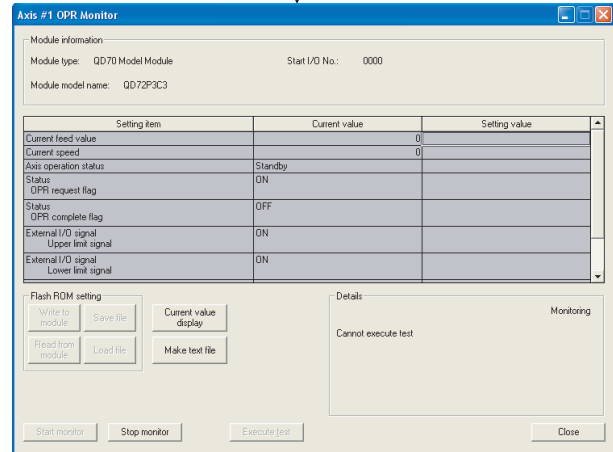 Axis #1 OPR Monitor
Module information
Module type: QD70 Model Module Start I/O No.: 0000
Module model name: QD72P3C3
Setting item Current value Setting value
Current feed value 0
Current speed 0
Axis operation status Standby
Status ON
OPR request flag
Status OFF
OPR complete flag
External I/O signal ON
Upper limit signal
External I/O signal ON
Lower limit signal
Flash ROM setting Details
Write to module Save file Current value display Monitoring
Cannot execute test
Read from module Load file Make text file
Start monitor Stop monitor Execute test Close